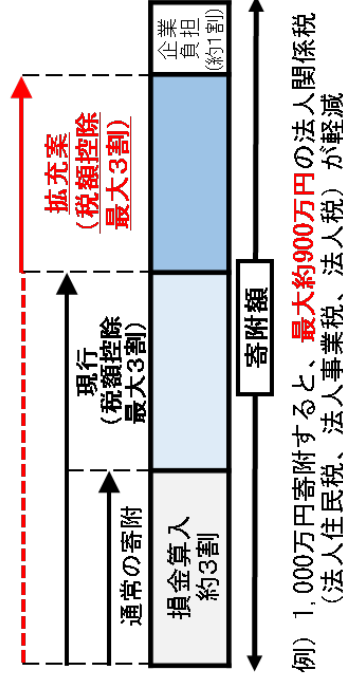 拡充案
(税額控除
最大3割)
現行
(税額控除
最大3割)
通常の寄附
損金算入
約3割
企業
負担
(約1割)
寄附額
例) 1,000万円寄附すると、最大約900万円の法人関係税
(法人住民税、法人事業税、法人税) が軽減